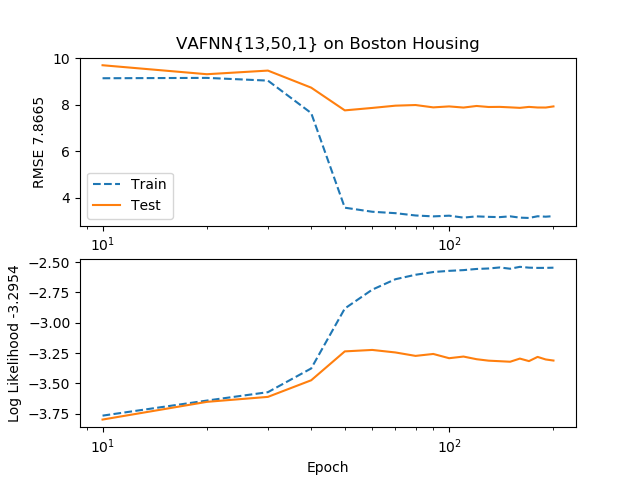 VAFNN{13,50,1} on Boston Housing
10
8
6
4
RMSE 7.8665
Train
Test
10¹
10²
−2.50
−2.75
−3.00
−3.25
−3.50
−3.75
Log Likelihood -3.2954
10¹
10²
Epoch